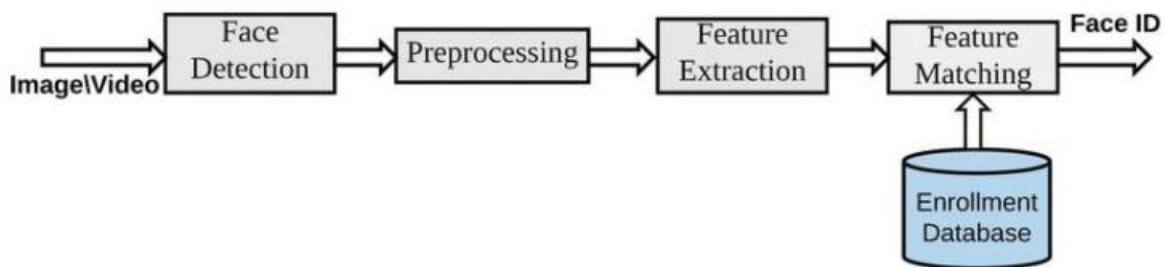 Image\Video
Face
Detection
Preprocessing
Feature
Extraction
Feature
Matching
Face ID
Enrollment
Database